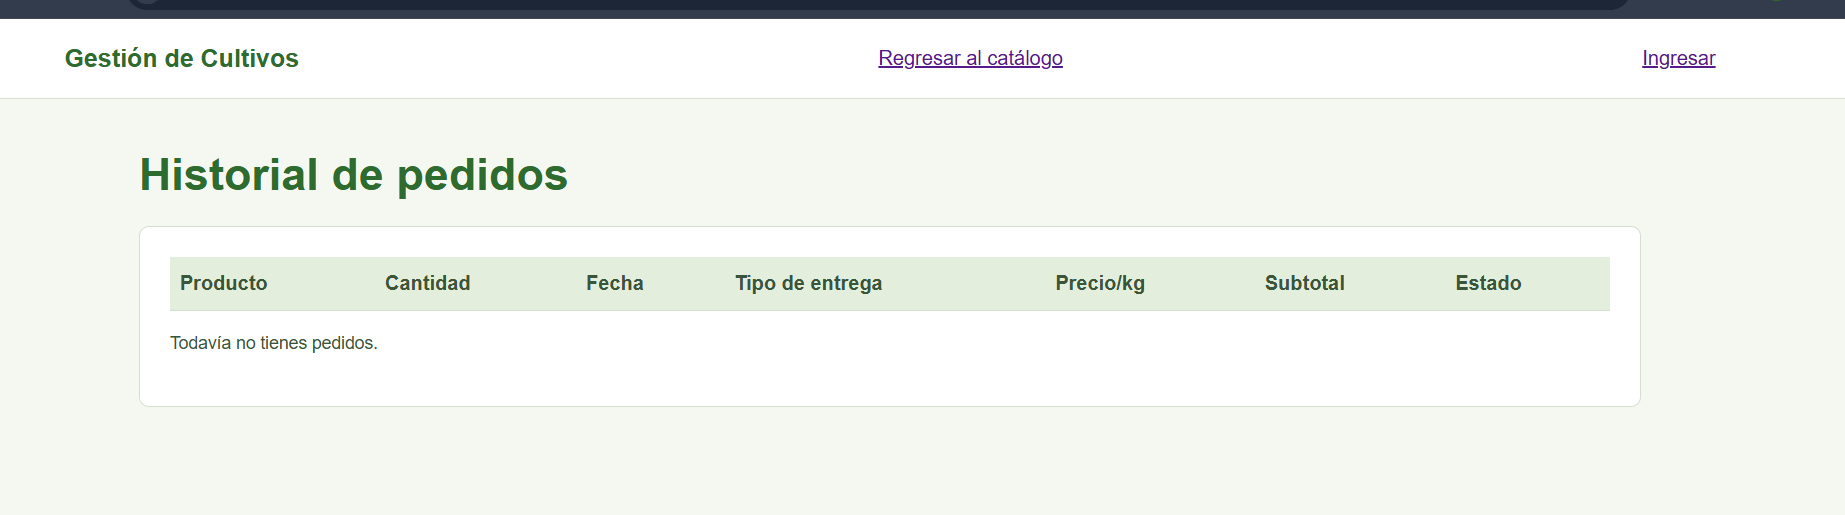 Gestión de Cultivos Regresar al catálogo Ingresar
Historial de pedidos
Producto Cantidad Fecha Tipo de entrega Precio/kg Subtotal Estado
Todavía no tienes pedidos.